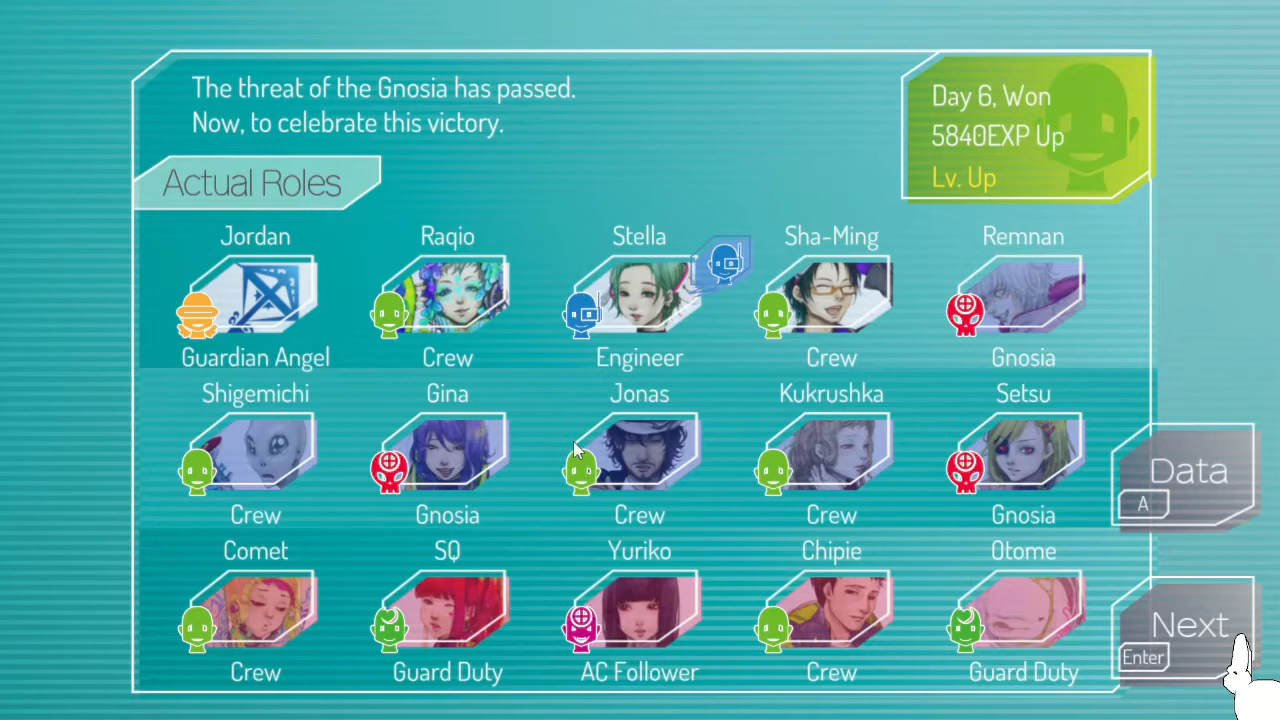 The threat of the Gnosia has passed.
Now, to celebrate this victory.
Day 6, Won
5840EXP Up
Lv. Up
Actual Roles
Jordan Raqio Stella Sha-Ming Remnan
Guardian Angel Crew Engineer Crew Gnosia
Shigemichi Gina Jonas Kukrushka Setsu
Crew Gnosia Crew Crew Gnosia
Data
A
Comet SQ Yuriko Chipie Otome
Crew Guard Duty AC Follower Crew Guard Duty
Next
Enter